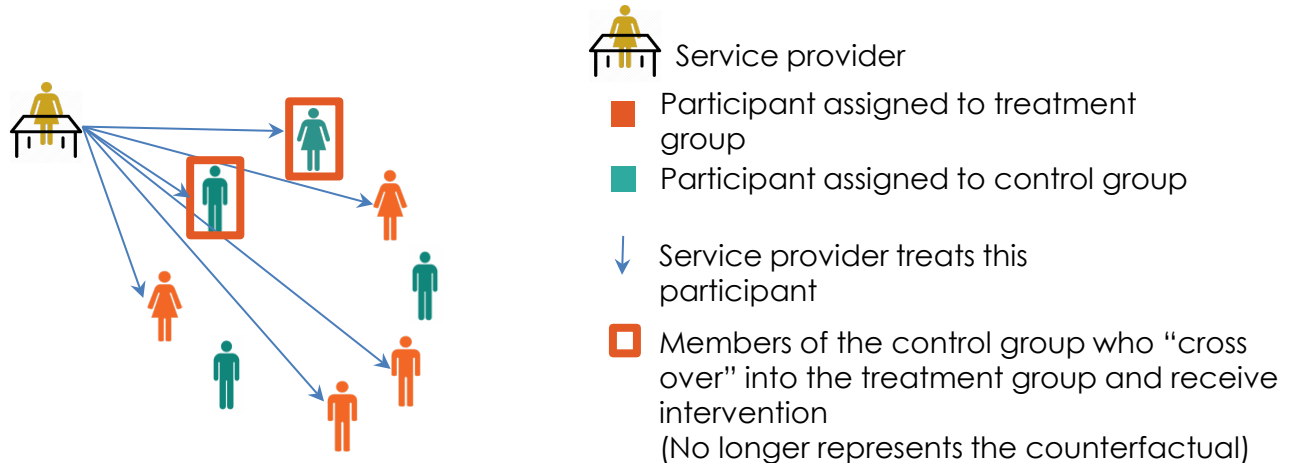 Service provider
Participant assigned to treatment
group
Participant assigned to control group
Service provider treats this
participant
Members of the control group who “cross
over” into the treatment group and receive
intervention
(No longer represents the counterfactual)